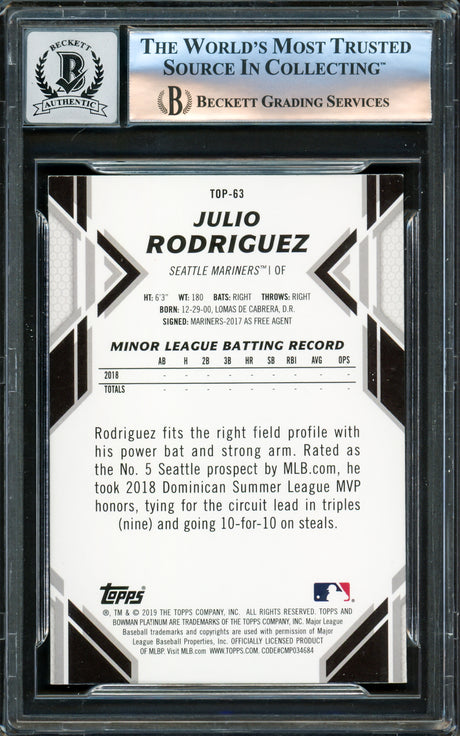 BECKETT
B
AUTHENTIC
THE WORLD'S MOST TRUSTED
SOURCE IN COLLECTING™
B BECKETT GRADING SERVICES
TOP-63
JULIO
RODRIGUEZ
SEATTLE MARINERS™ | OF
HT: 6'3" WT: 180 BATS: RIGHT THROWS: RIGHT
BORN: 12-29-00, LOMAS DE CABRERA, D.R.
SIGNED: MARINERS-2017 AS FREE AGENT
MINOR LEAGUE BATTING RECORD
AB H 2B 3B HR SB RBI AVG OPS
2018 - - - - - - - - -
TOTALS - - - - - - - - -
Rodriguez fits the right field profile with
his power bat and strong arm. Rated as
the No. 5 Seattle prospect by MLB.com, he
took 2018 Dominican Summer League MVP
honors, tying for the circuit lead in triples
(nine) and going 10-for-10 on steals.
Topps
®, TM & © 2019 THE TOPPS COMPANY, INC. ALL RIGHTS RESERVED. TOPPS AND
BOWMAN PLATINUM ARE TRADEMARKS OF THE TOPPS COMPANY, INC. Major League
Baseball trademarks and copyrights are used with permission of Major
League Baseball Properties, Inc. OFFICIALLY LICENSED PRODUCT
OF MLBP. Visit MLB.com WWW.TOPPS.COM. CODE#CMP034684